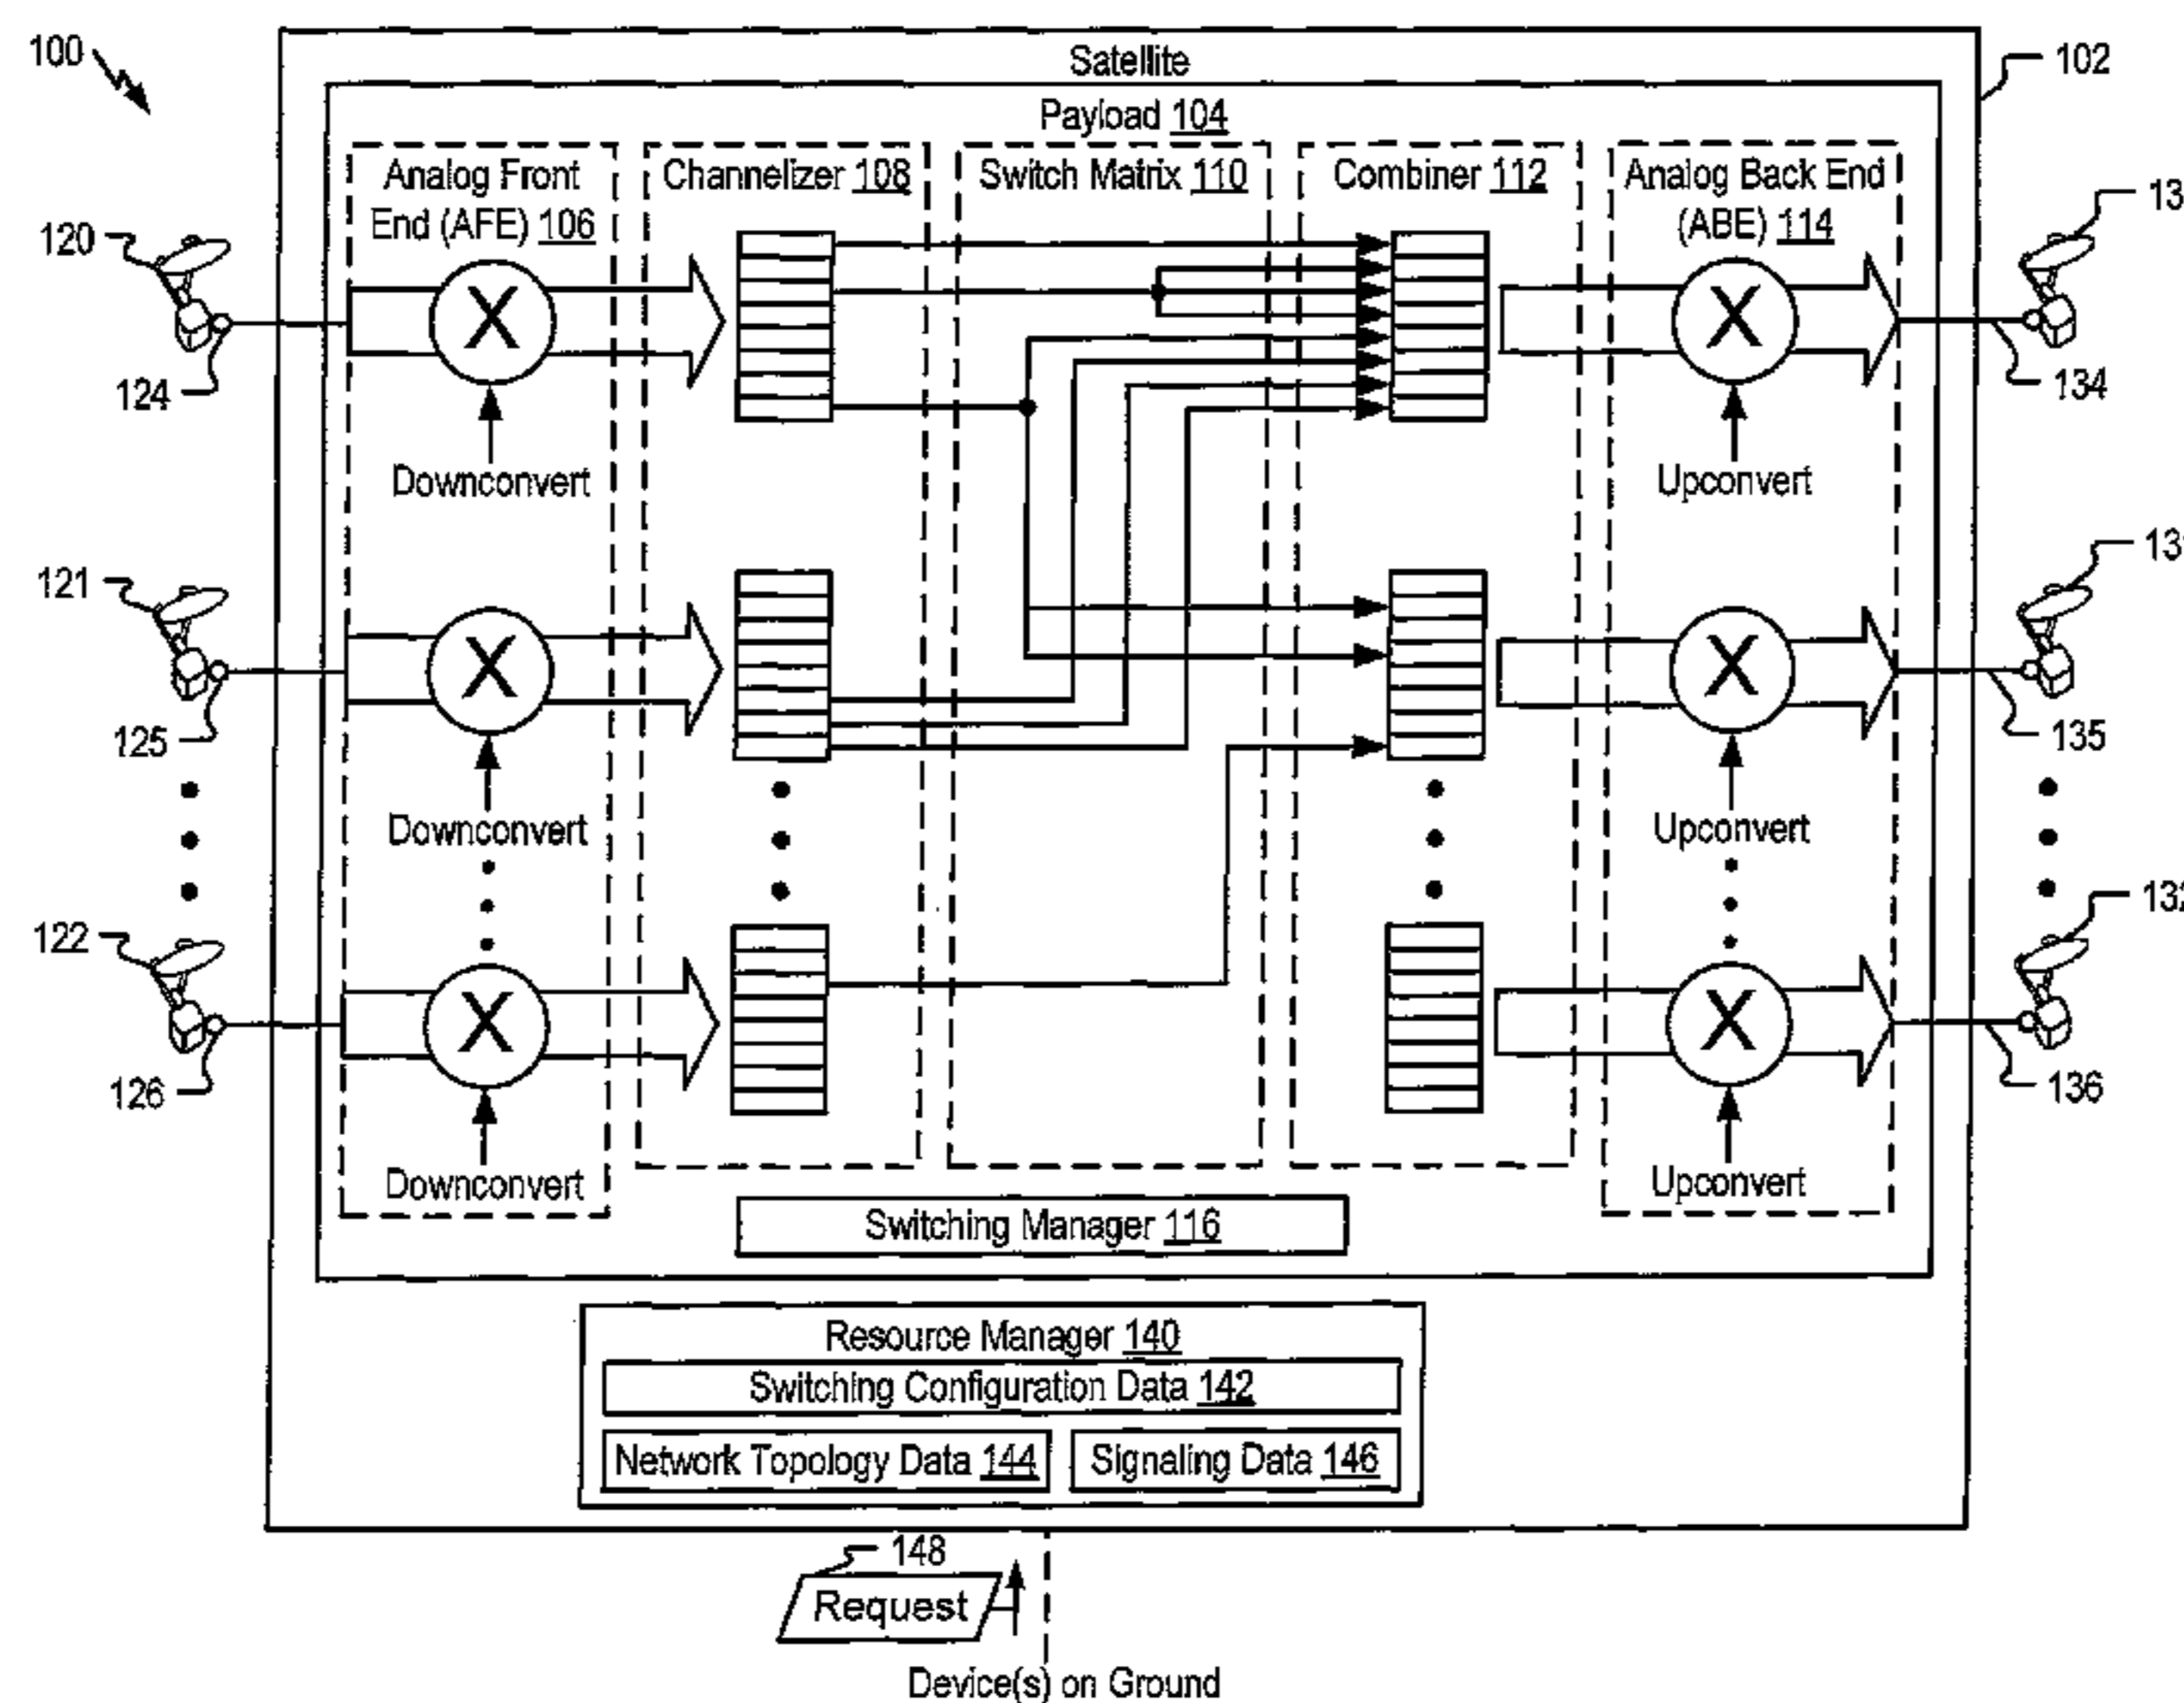 100
Satellite
102
Payload 104
Analog Front
End (AFE) 106
Channelizer 108
Switch Matrix 110
Combiner 112
Analog Back End
(ABE) 114
120
124
X
Downconvert
X
Upconvert
13
134
121
125
X
Downconvert
X
Upconvert
13
135
122
126
X
Downconvert
X
Upconvert
132
136
Switching Manager 116
Resource Manager 140
Switching Configuration Data 142
Network Topology Data 144
Signaling Data 146
148
Request
Device(s) on Ground